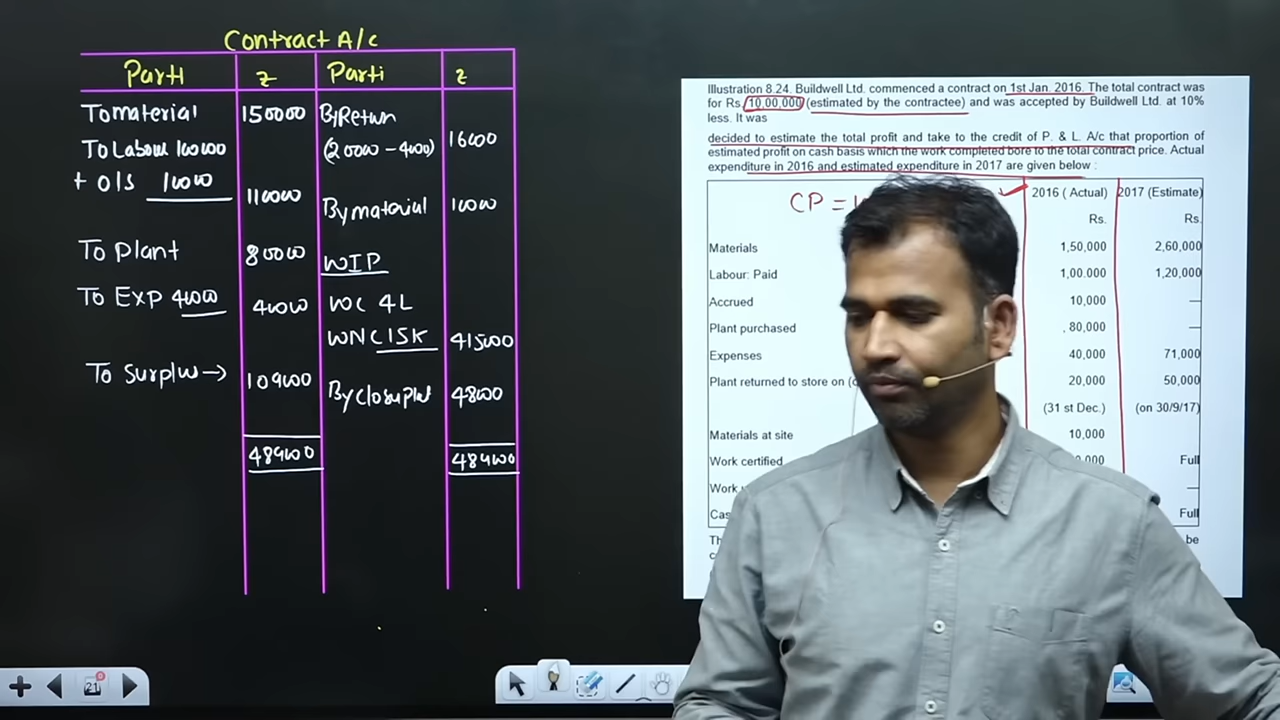 Contract A/c
Parti z Parti z
To material 150000 By Retun
To Labou 100000 (20000 - 4000) 16000
+ O/S 10000
110000 By material 10000
To Plant 80000 WIP
To Exp 40000 40000 WC 4L
WNC 15K 415000
To Surplus → 109000 By closuplat 48000
489000 489000
Illustration 8.24. Buildwell Ltd. commenced a contract on 1st Jan. 2016. The total contract was
for Rs. 10,00,000 (estimated by the contractee) and was accepted by Buildwell Ltd. at 10%
less. It was
decided to estimate the total profit and take to the credit of P. & L. A/c that proportion of
estimated profit on cash basis which the work completed bore to the total contract price. Actual
expenditure in 2016 and estimated expenditure in 2017 are given below :
CP = 2016 ( Actual) 2017 (Estimate)
Rs. Rs.
Materials 1,50,000 2,60,000
Labour: Paid 1,00.000 1,20,000
Accrued 10,000 —
Plant purchased 80,000 —
Expenses 40,000 71,000
Plant returned to store on 20,000 50,000
(31 st Dec.) (on 30/9/17)
Materials at site 10,000
Work certified Full
Work —
Full
be
21